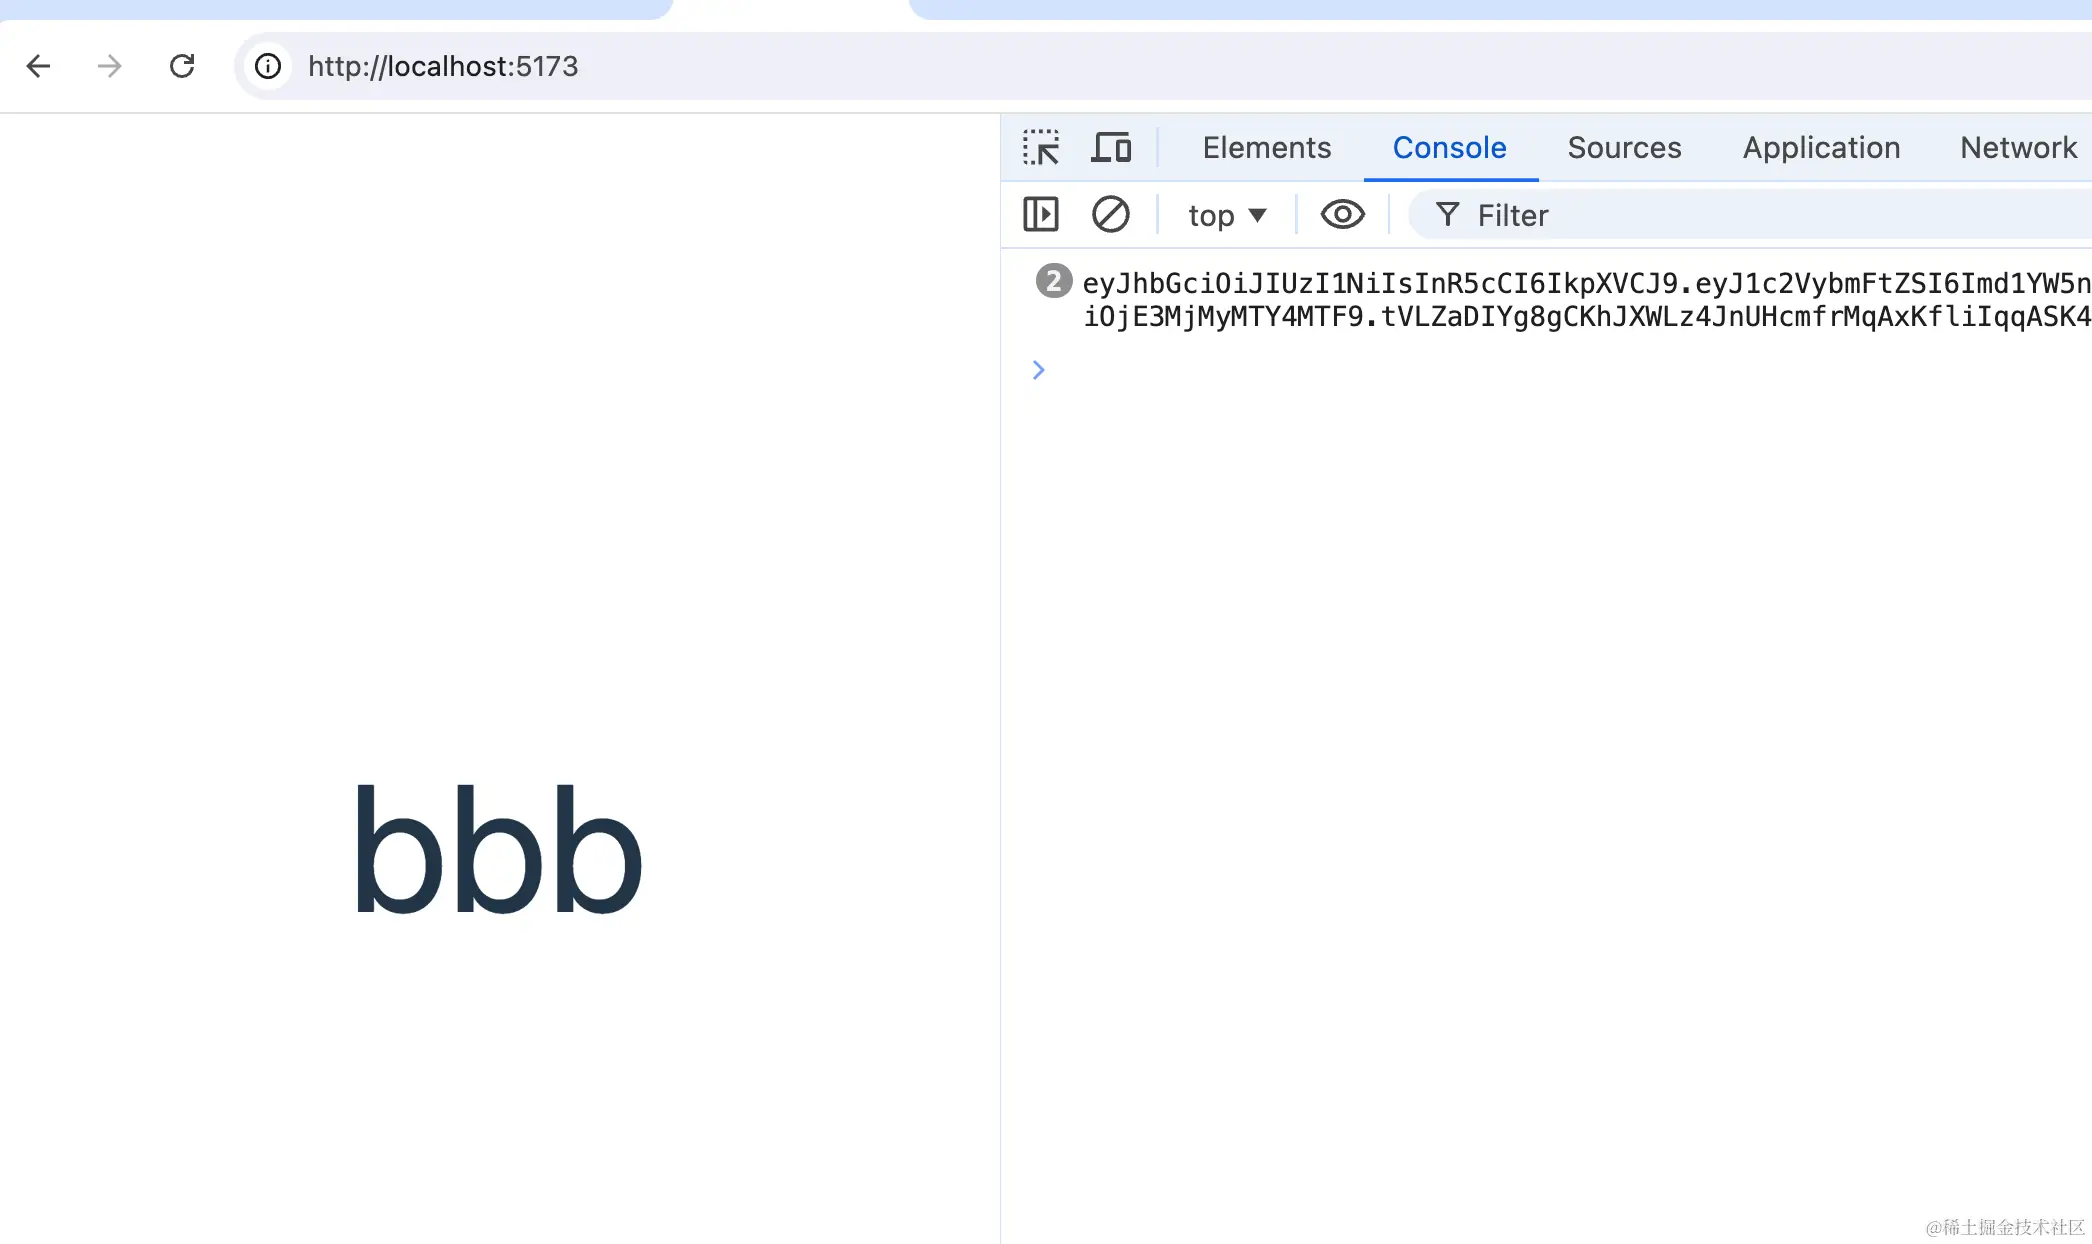 http://localhost:5173
Elements Console Sources Application Network
top Filter
2 eyJhbGciOiJIUzI1NiIsInR5cCI6IkpXVCJ9.eyJ1c2VybmFtZSI6Imd1YW5n
iOjE3MjMyMTY4MTF9.tVLZaDIYg8gCKhJXWLz4JnUHcmfrMqAxKfliIqqASK4
bbb
@稀土掘金技术社区